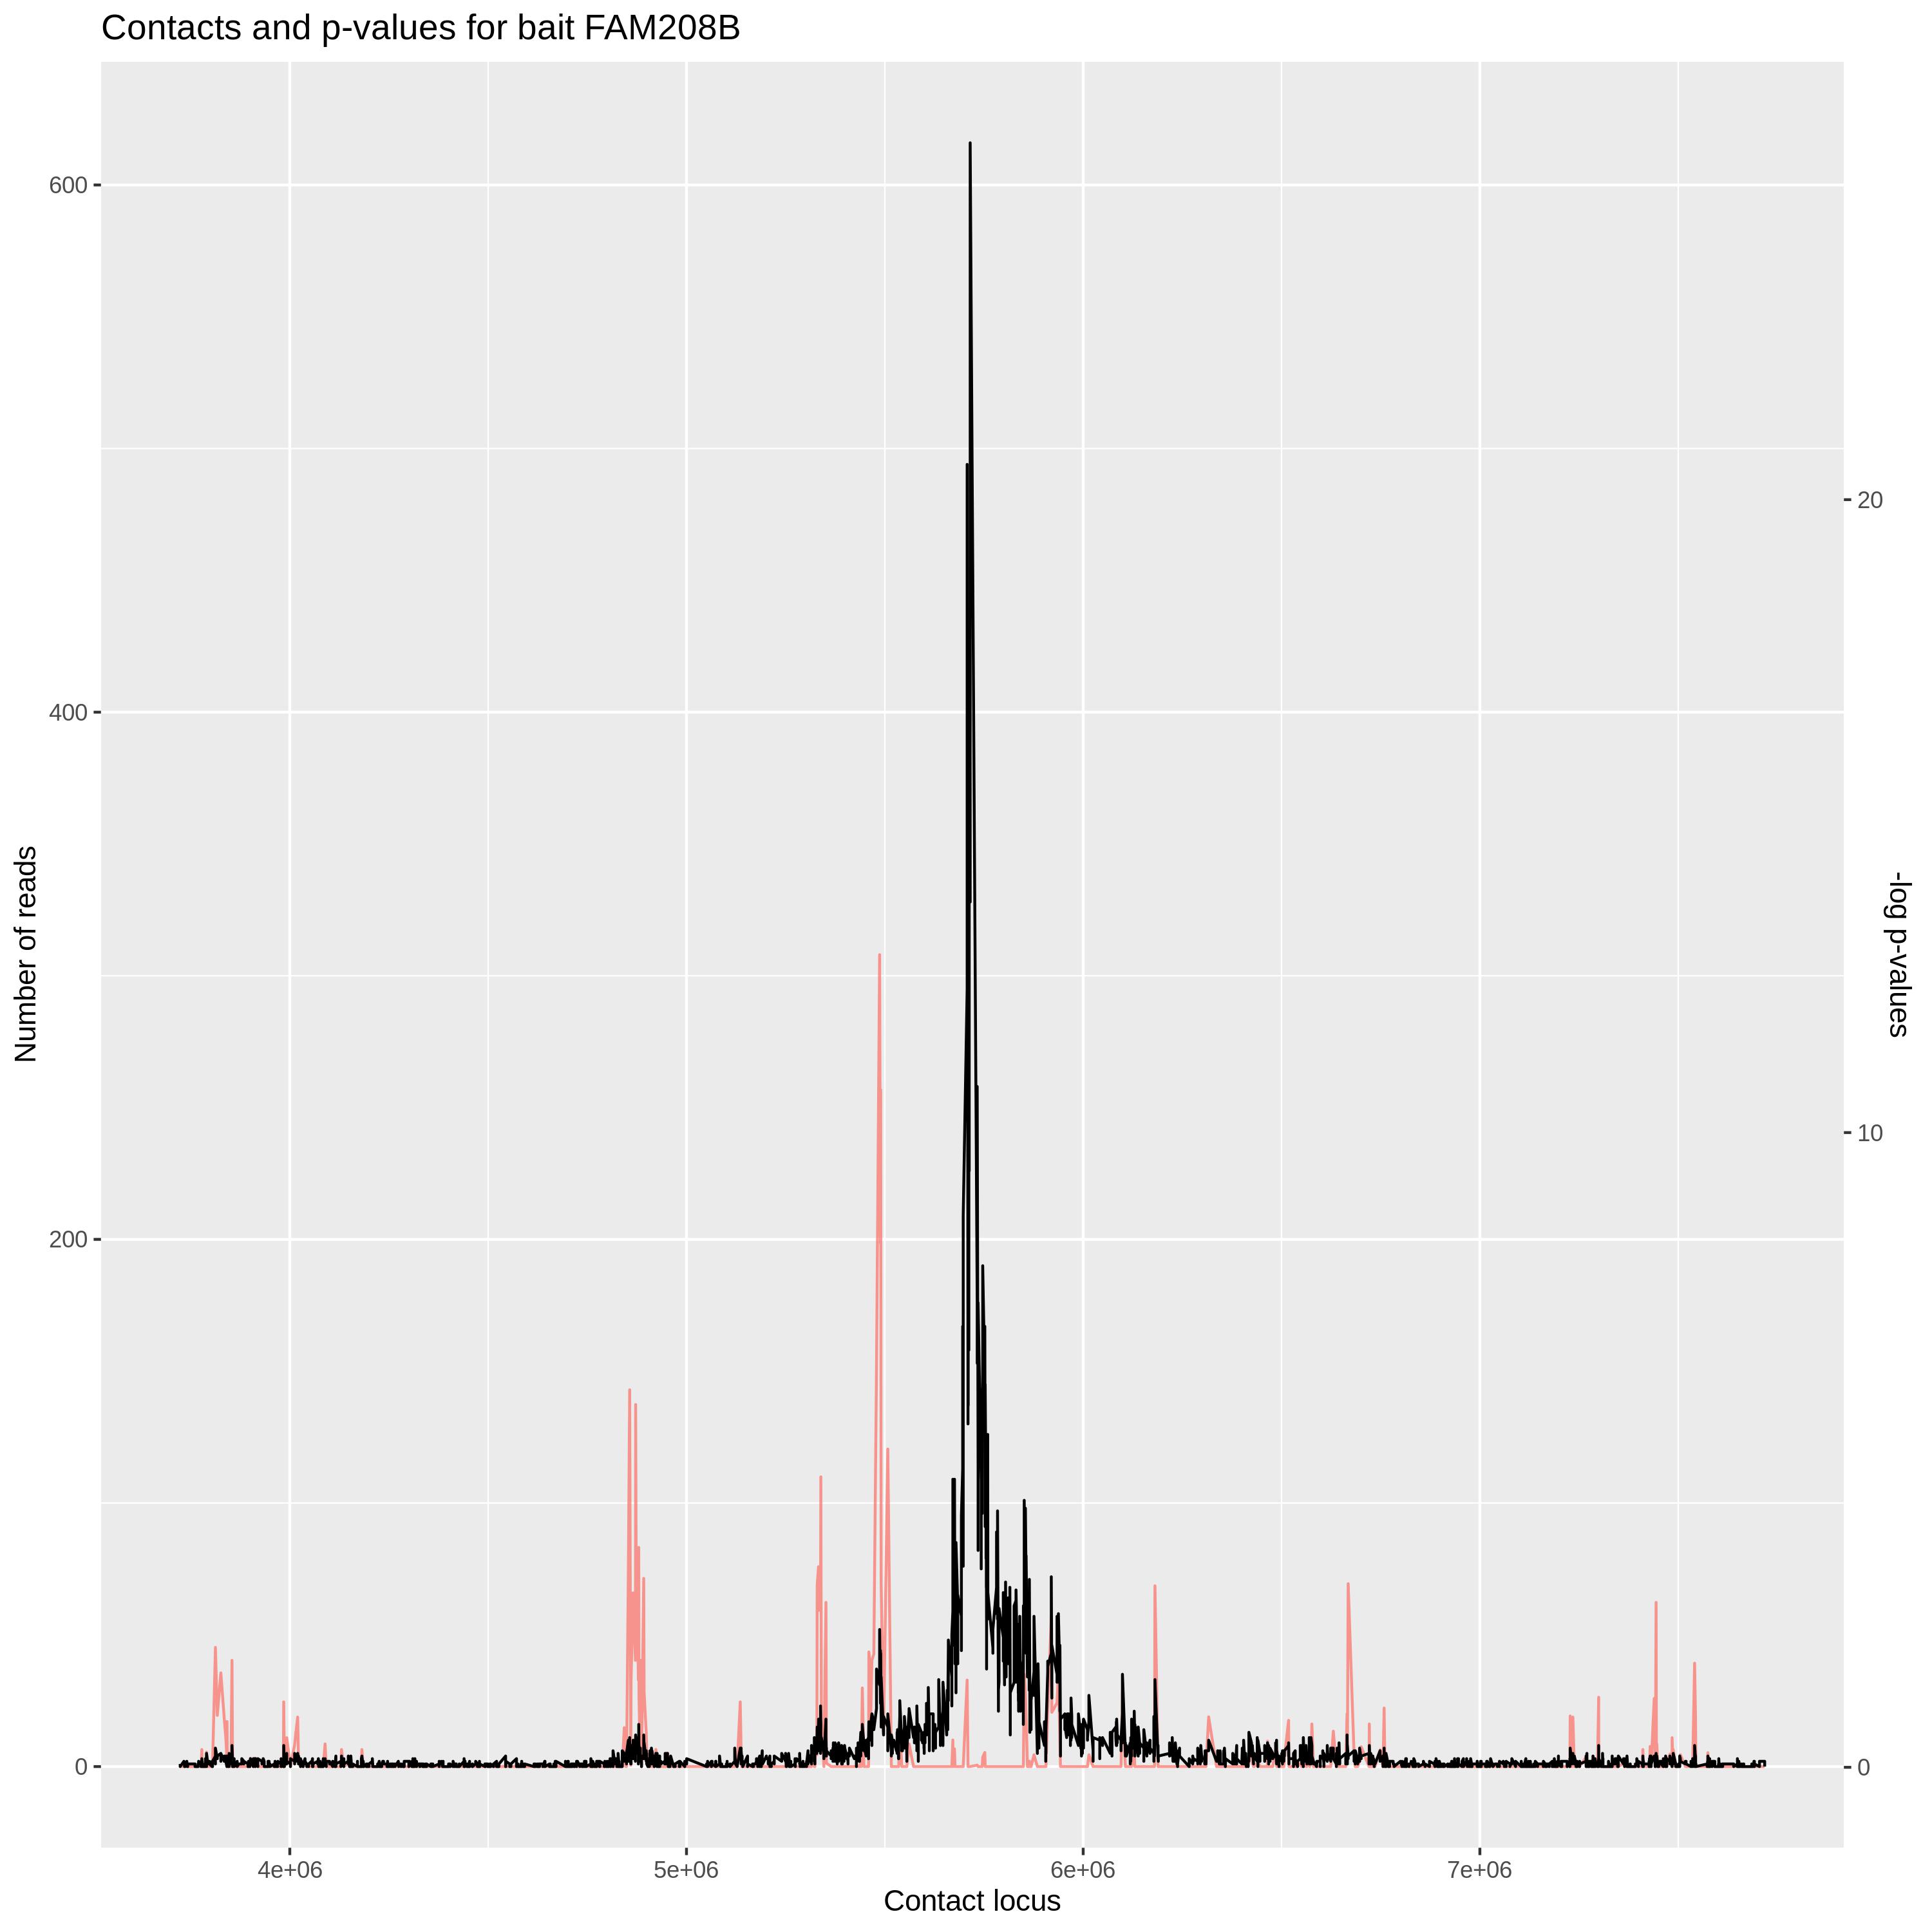 Contacts and p-values for bait FAM208B
600
400
200
0
Number of reads
20
10
0
-log p-values
4e+06
5e+06
6e+06
7e+06
Contact locus